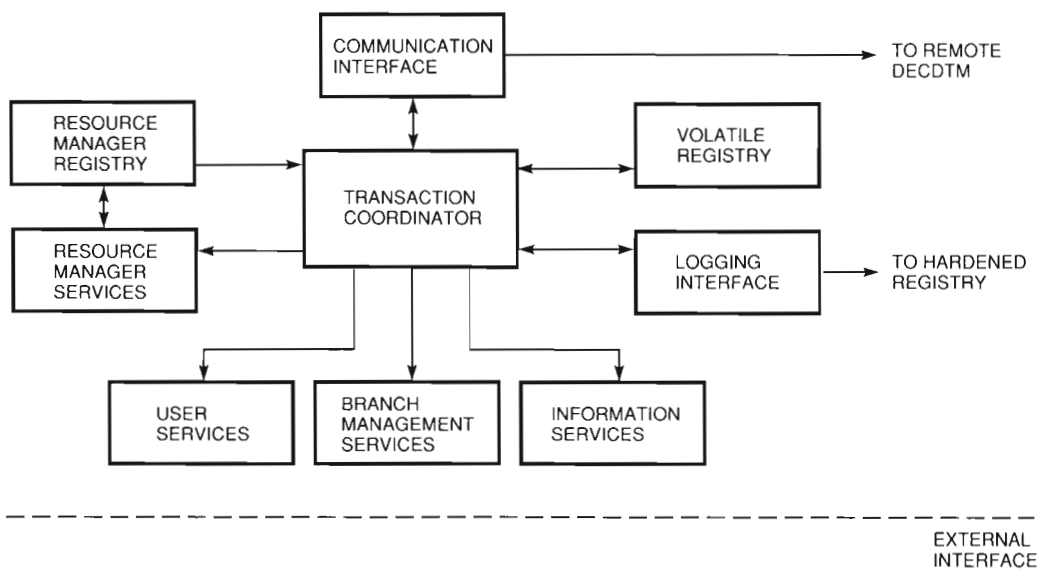 COMMUNICATION
INTERFACE
TO REMOTE
DECDTM
RESOURCE
MANAGER
REGISTRY
VOLATILE
REGISTRY
TRANSACTION
COORDINATOR
RESOURCE
MANAGER
SERVICES
LOGGING
INTERFACE
TO HARDENED
REGISTRY
USER
SERVICES
BRANCH
MANAGEMENT
SERVICES
INFORMATION
SERVICES
EXTERNAL
INTERFACE